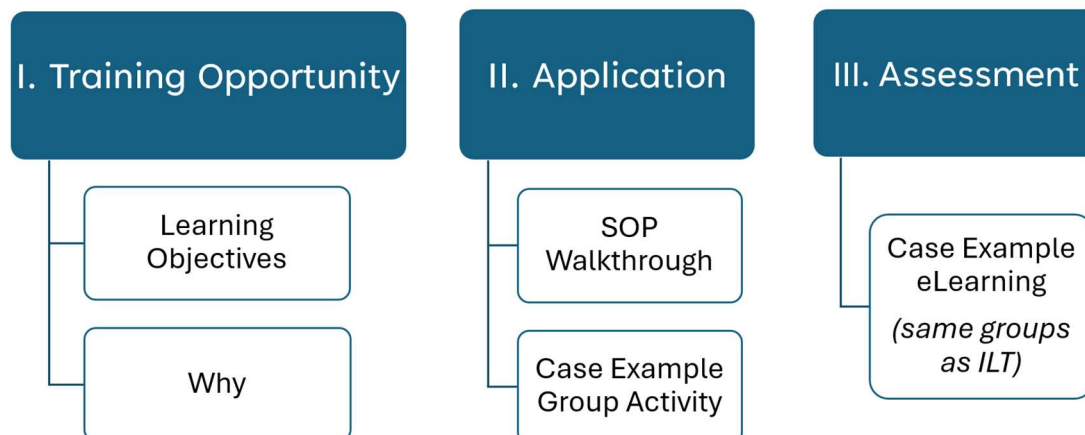 I. Training Opportunity
Learning
Objectives
Why
II. Application
SOP
Walkthrough
Case Example
Group Activity
III. Assessment
Case Example
eLearning
(same groups
as ILT)